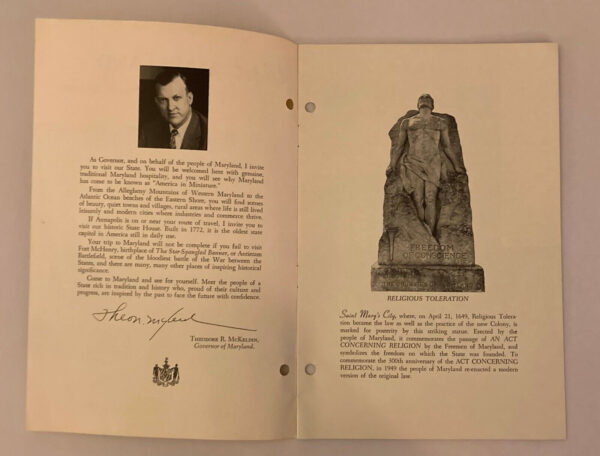 As Governor, and on behalf of the people of Maryland, I invite
you to visit our State. You will be welcomed here with genuine,
traditional Maryland hospitality, and you will see why Maryland
has come to be known as "America in Miniature."
From the Allegheny Mountains of Western Maryland to the
Atlantic Ocean beaches of the Eastern Shore, you will find scenes
of beauty, quiet towns and villages, rural areas where life is still lived
leisurely and modern cities where industries and commerce thrive.
If Annapolis is on or near your route of travel, I invite you to
visit our historic State House. Built in 1772, it is the oldest state
capitol in America still in daily use.
Your trip to Maryland will not be complete if you fail to visit
Fort McHenry, birthplace of The Star-Spangled Banner, or Antietam
Battlefield, scene of the bloodiest battle of the War between the
States, and there are many, many other places of inspiring historical
significance.
Come to Maryland and see for yourself. Meet the people of a
State rich in tradition and history who, proud of their culture and
progress, are inspired by the past to face the future with confidence.
THEODORE R. MCKELDIN,
Governor of Maryland.
FREEDOM
OF CONSCIENCE
RELIGIOUS TOLERATION
Saint Mary's City, where, on April 21, 1649, Religious Tolera-
tion became the law as well as the practice of the new Colony, is
marked for posterity by this striking statue. Erected by the
people of Maryland, it commemorates the passage of AN ACT
CONCERNING RELIGION by the Freemen of Maryland, and
symbolizes the freedom on which the State was founded. To
commemorate the 300th anniversary of the ACT CONCERNING
RELIGION, in 1949 the people of Maryland re-enacted a modern
version of the original law.